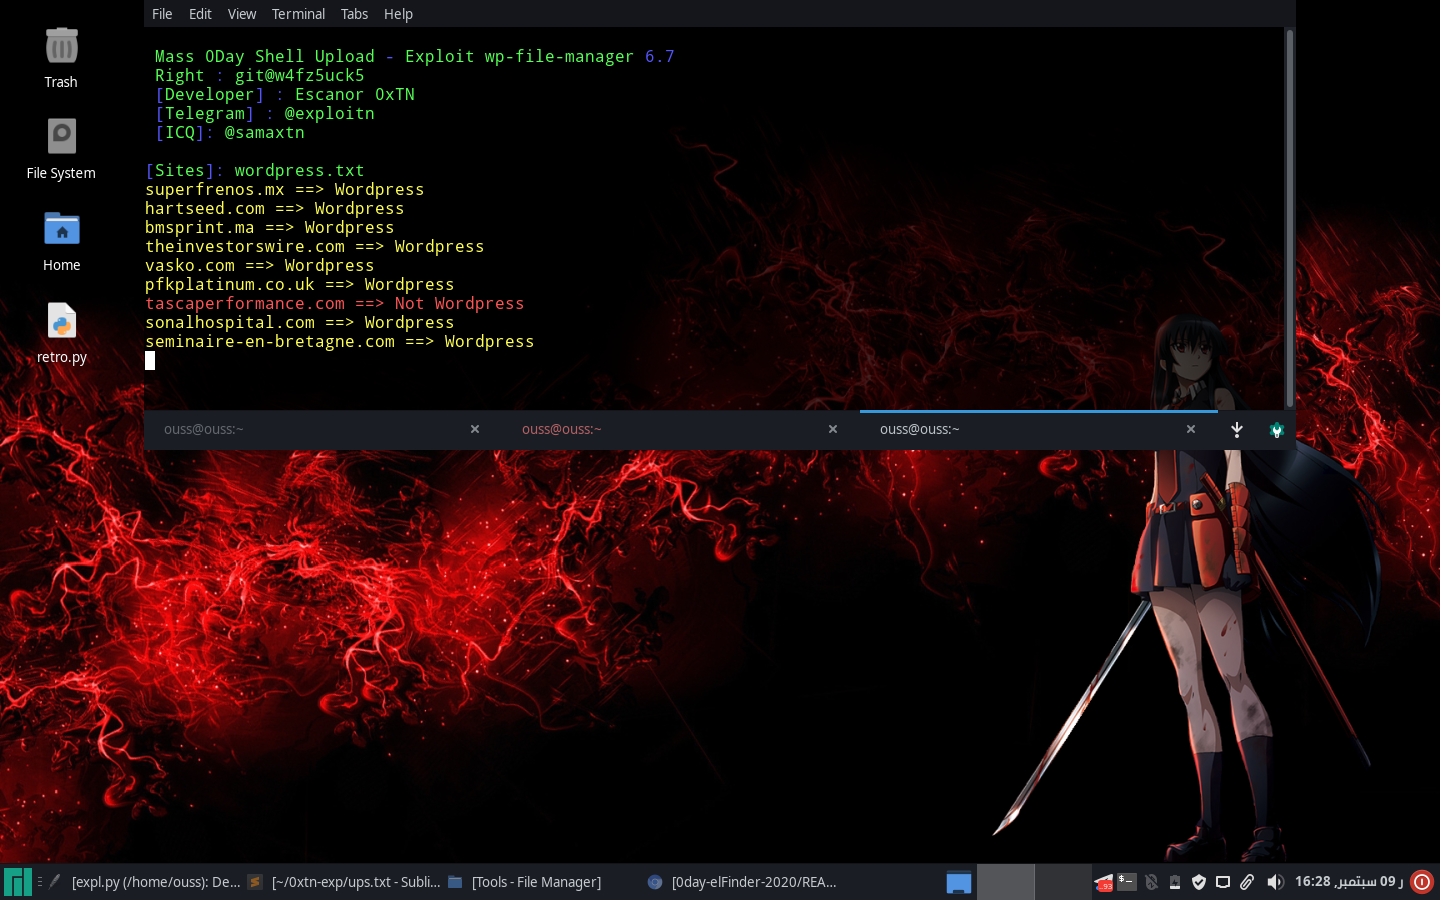 File Edit View Terminal Tabs Help
Mass 0Day Shell Upload - Exploit wp-file-manager 6.7
Right : git@w4fz5uck5
[Developer] : Escanor 0xTN
[Telegram] : @exploitn
[ICQ]: @samaxtn
[Sites]: wordpress.txt
superfrenos.mx ==> Wordpress
hartseed.com ==> Wordpress
bmsprint.ma ==> Wordpress
theinvestorswire.com ==> Wordpress
vasko.com ==> Wordpress
pfkplatinum.co.uk ==> Wordpress
tascaperformance.com ==> Not Wordpress
sonalhospital.com ==> Wordpress
seminaire-en-bretagne.com ==> Wordpress
ouss@ouss:~ ouss@ouss:~ ouss@ouss:~
Trash
File System
Home
retro.py
[expl.py (/home/ouss): De... [~/0xtn-exp/ups.txt - Subli... [Tools - File Manager] [0day-elFinder-2020/REA... ..93 ر 09 سبتمبر, 16:28